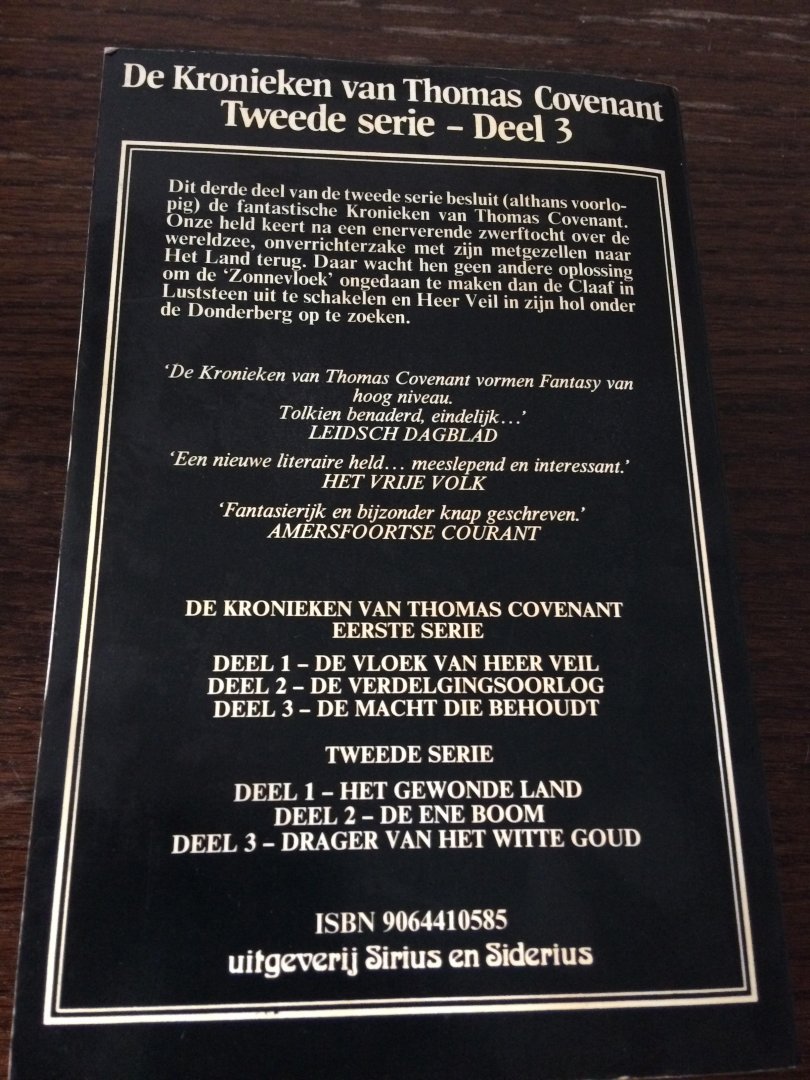 De Kronieken van Thomas Covenant
Tweede serie – Deel 3
Dit derde deel van de tweede serie besluit (althans voorlo-
pig) de fantastische Kronieken van Thomas Covenant.
Onze held keert na een enerverende zwerftocht over de
wereldzee, onverrichterzake met zijn metgezellen naar
Het Land terug. Daar wacht hen geen andere oplossing
om de ‘Zonnevloek’ ongedaan te maken dan de Claaf in
Luststeen uit te schakelen en Heer Veil in zijn hol onder
de Donderberg op te zoeken.
‘De Kronieken van Thomas Covenant vormen Fantasy van
hoog niveau.
Tolkien benaderd, eindelijk…’
LEIDSCH DAGBLAD
‘Een nieuwe literaire held… meeslepend en interessant.’
HET VRIJE VOLK
‘Fantasierijk en bijzonder knap geschreven.’
AMERSFOORTSE COURANT
DE KRONIEKEN VAN THOMAS COVENANT
EERSTE SERIE
DEEL 1 – DE VLOEK VAN HEER VEIL
DEEL 2 – DE VERDELGINGSOORLOG
DEEL 3 – DE MACHT DIE BEHOUDT
TWEEDE SERIE
DEEL 1 – HET GEWONDE LAND
DEEL 2 – DE ENE BOOM
DEEL 3 – DRAGER VAN HET WITTE GOUD
ISBN 9064410585
uitgeverij Sirius en Siderius